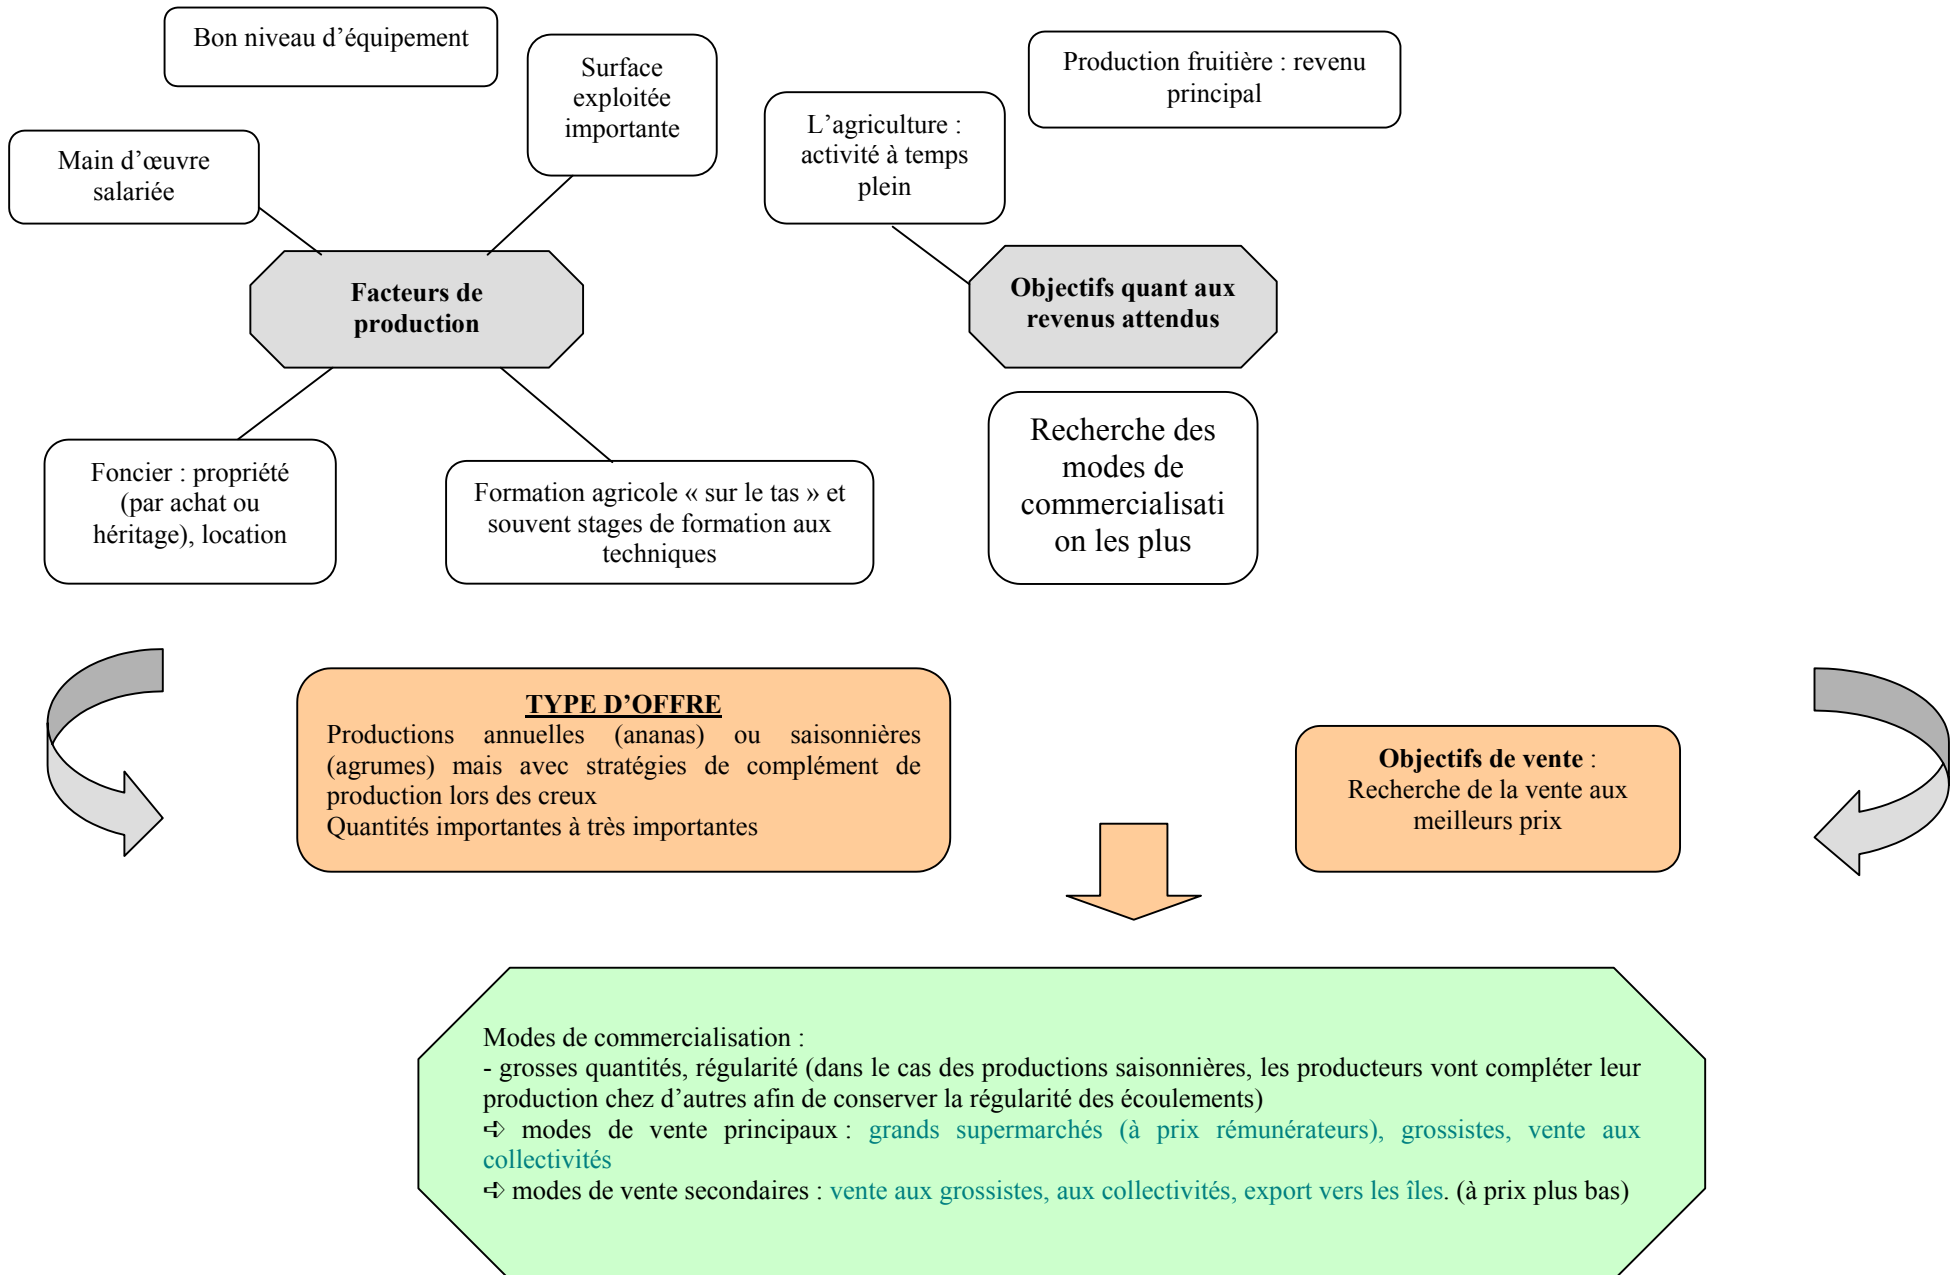 Bon niveau d’équipement
Surface
exploitée
importante
Production fruitière : revenu
principal
L’agriculture :
activité à temps
plein
Main d’œuvre
salariée
Facteurs de
production
Objectifs quant aux
revenus attendus
Foncier : propriété
(par achat ou
héritage), location
Formation agricole « sur le tas » et
souvent stages de formation aux
techniques
Recherche des
modes de
commercialisati
on les plus
TYPE D’OFFRE
Productions annuelles (ananas) ou saisonnières
(agrumes) mais avec stratégies de complément de
production lors des creux
Quantités importantes à très importantes
Objectifs de vente :
Recherche de la vente aux
meilleurs prix
Modes de commercialisation :
- grosses quantités, régularité (dans le cas des productions saisonnières, les producteurs vont compléter leur
production chez d’autres afin de conserver la régularité des écoulements)
➪ modes de vente principaux : grands supermarchés (à prix rémunérateurs), grossistes, vente aux
collectivités
➪ modes de vente secondaires : vente aux grossistes, aux collectivités, export vers les îles. (à prix plus bas)